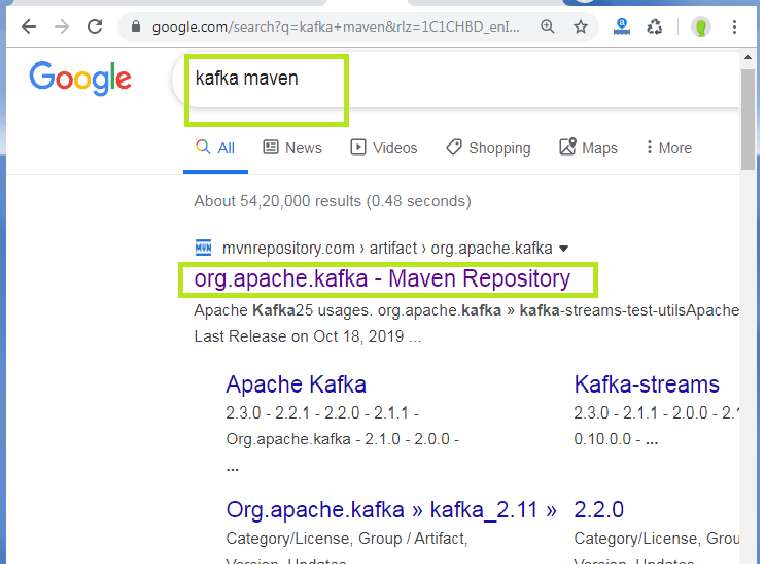 google.com/search?q=kafka+maven&rlz=1C1CHBD_enI...
Google
kafka maven
All News Videos Shopping Maps More
About 54,20,000 results (0.48 seconds)
MVN mvnrepository.com › artifact › org.apache.kafka
org.apache.kafka - Maven Repository
Apache Kafka25 usages. org.apache.kafka » kafka-streams-test-utilsApache
Last Release on Oct 18, 2019 ...
Apache Kafka Kafka-streams
2.3.0 - 2.2.1 - 2.2.0 - 2.1.1 - 2.3.0 - 2.1.1 - 2.0.0 - 2.
Org.apache.kafka - 2.1.0 - 2.0.0 - 0.10.0.0 - ...
...
Org.apache.kafka » kafka_2.11 » 2.2.0
Category/License, Group / Artifact, Category/License, Grou
Version, Updates